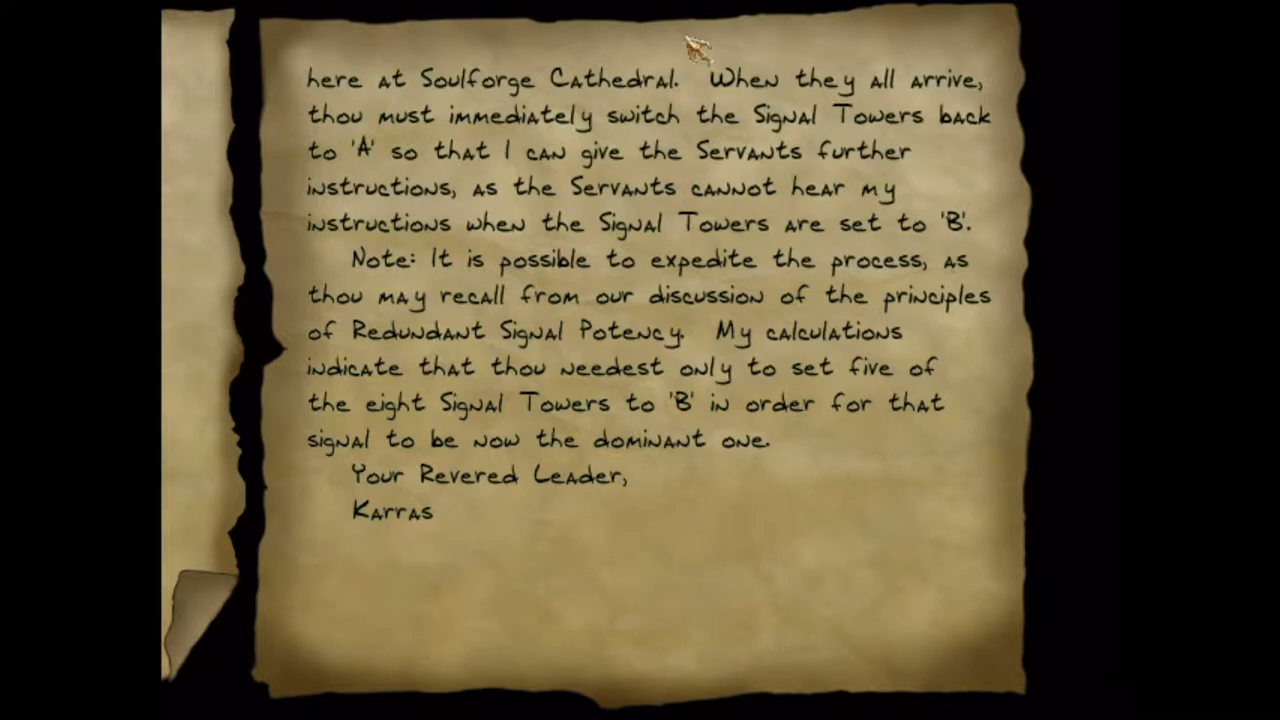 here at Soulforge Cathedral. When they all arrive,
thou must immediately switch the Signal Towers back
to 'A' so that I can give the Servants further
instructions, as the Servants cannot hear my
instructions when the Signal Towers are set to 'B'.
Note: It is possible to expedite the process, as
thou may recall from our discussion of the principles
of Redundant Signal Potency. My calculations
indicate that thou needest only to set five of
the eight Signal Towers to 'B' in order for that
signal to be now the dominant one.
Your Revered Leader,
Karras